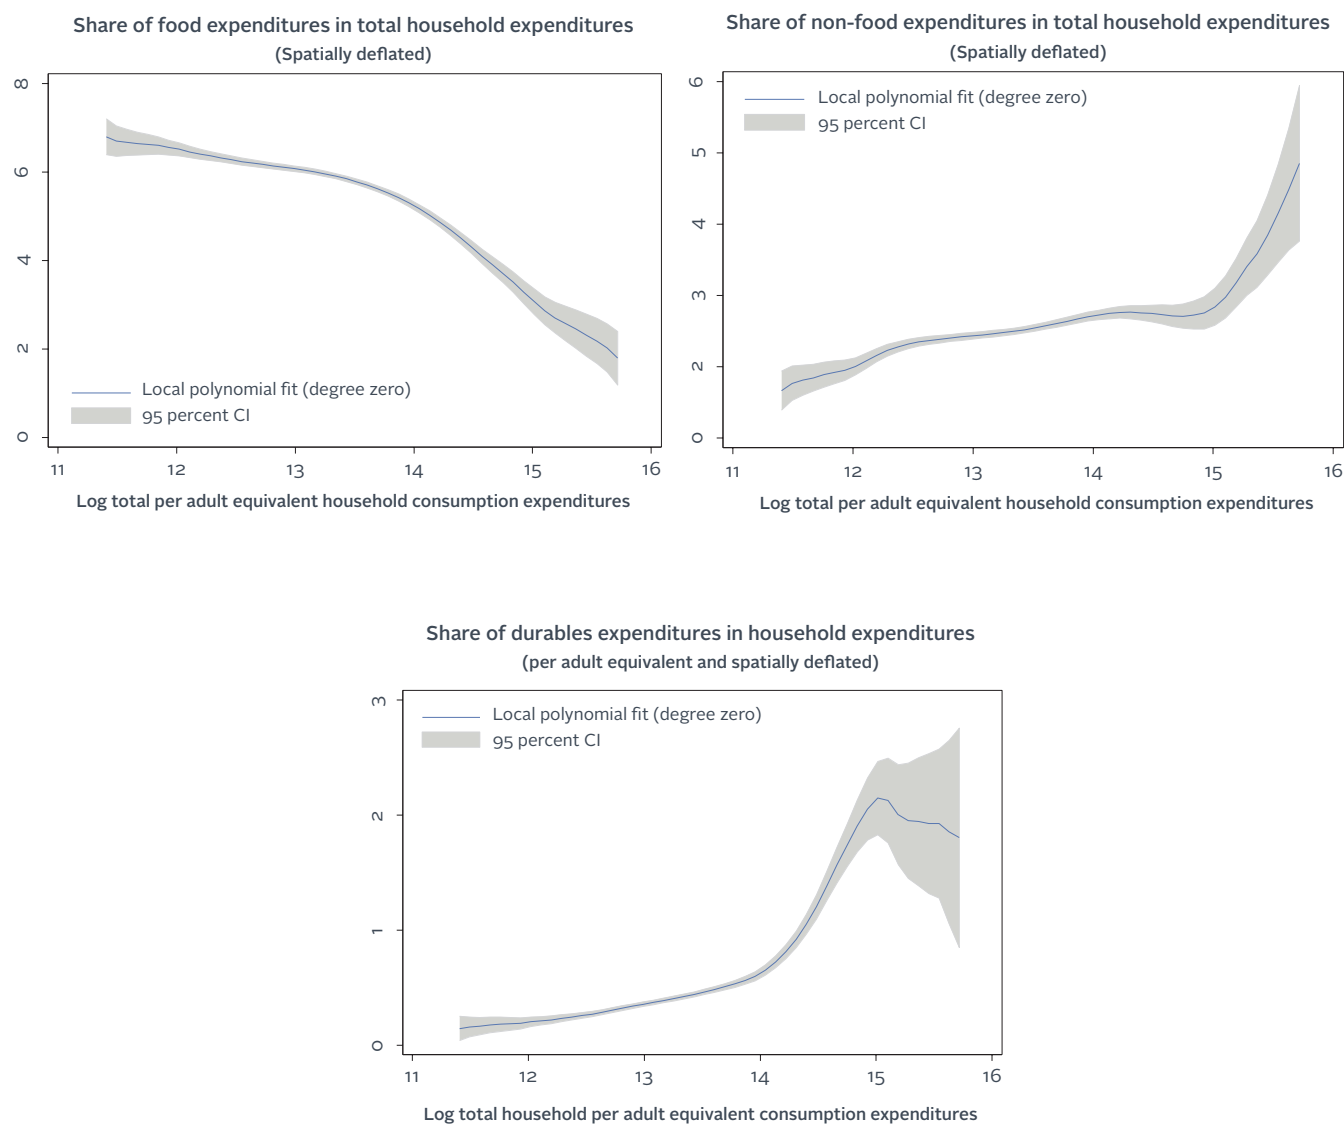 Share of food expenditures in total household expenditures
(Spatially deflated)
8
6
4
2
0
Local polynomial fit (degree zero)
95 percent CI
11 12 13 14 15 16
Log total per adult equivalent household consumption expenditures
Share of non-food expenditures in total household expenditures
(Spatially deflated)
6
5
4
3
2
0
Local polynomial fit (degree zero)
95 percent CI
11 12 13 14 15 16
Log total per adult equivalent household consumption expenditures
Share of durables expenditures in household expenditures
(per adult equivalent and spatially deflated)
3
2
1
0
Local polynomial fit (degree zero)
95 percent CI
11 12 13 14 15 16
Log total household per adult equivalent consumption expenditures